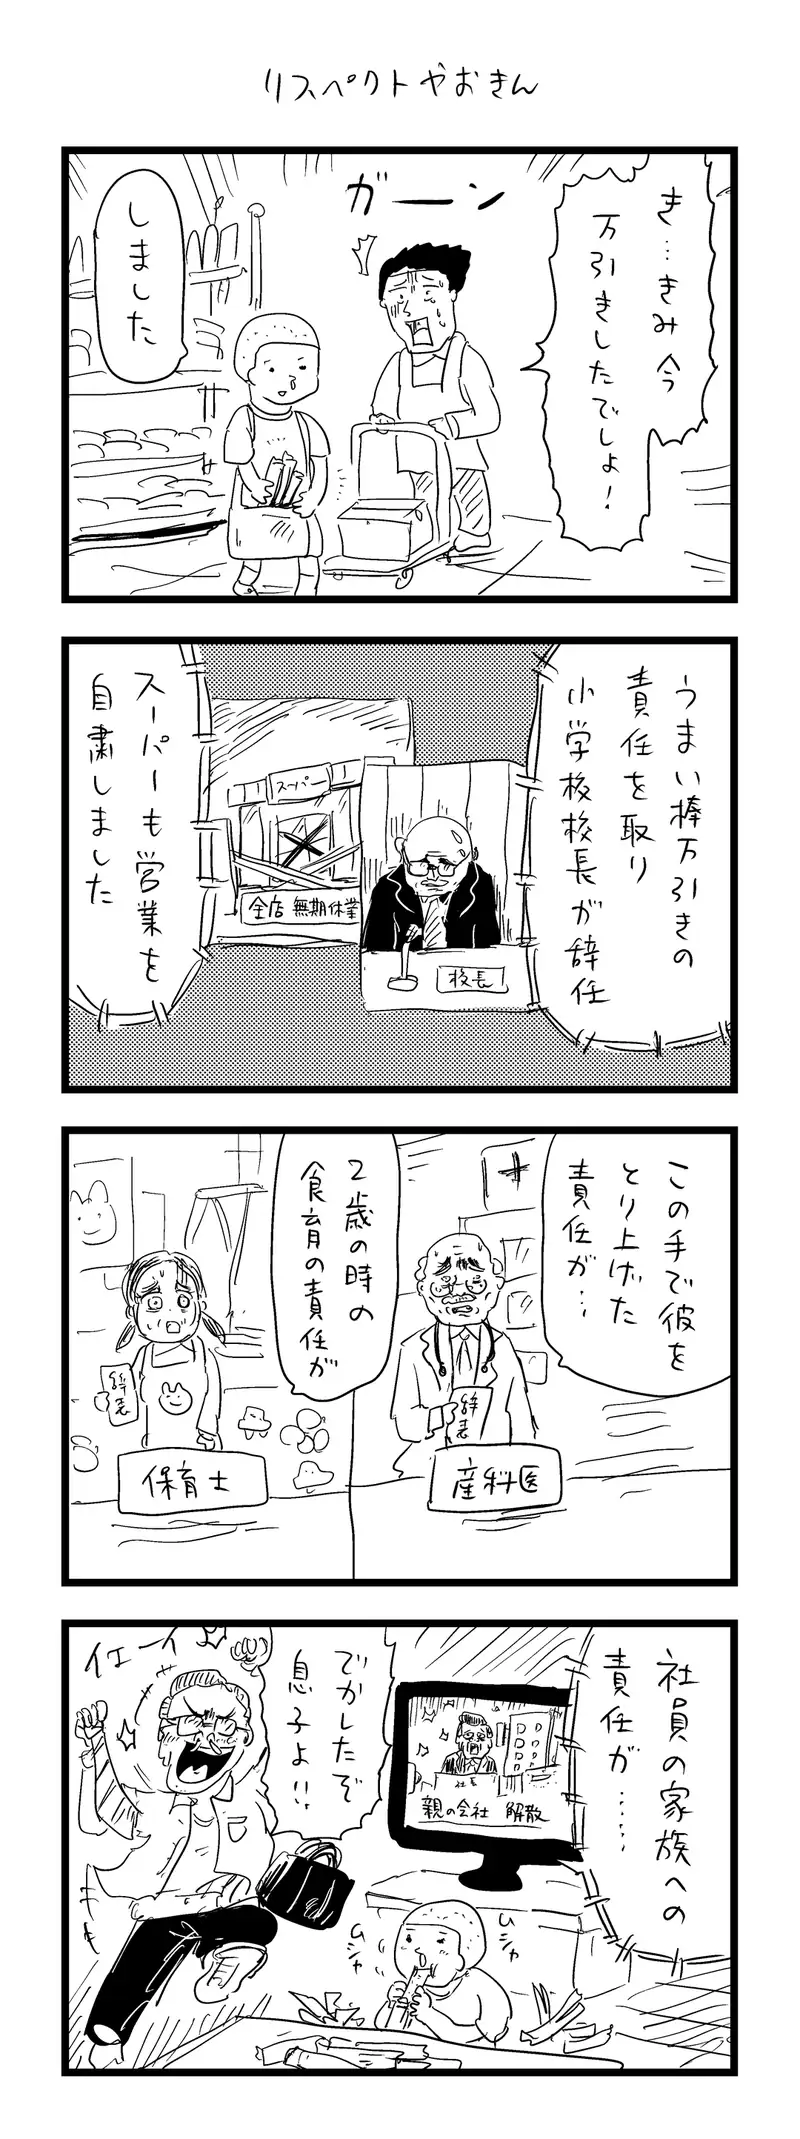 リスペクトやおきん
き…きみ今
万引きしたでしょ!
ガーン
しました
うまい棒万引きの
責任を取り
小学校校長が辞任
スーパー
全店 無期休業
校長
スーパーも営業を
自粛しました
この手で彼を
とり上げた
責任が…
辞表
産科医
2歳の時の
食育の責任が
辞表
保育士
社員の家族への
責任が……
社長
親の会社 解散
でかしたぞ
息子よ!!
イエーイ
ムシャ
ムシャ